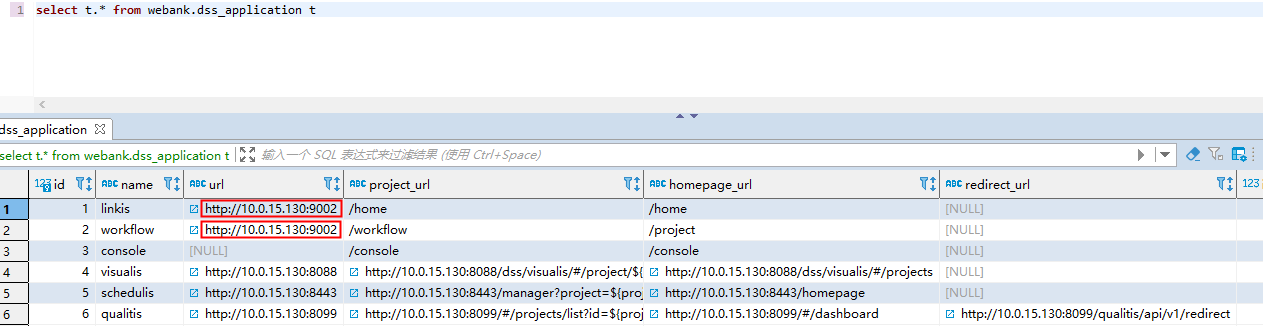 1 select t.* from webank.dss_application t
dss_application
select t.* from webank.dss_application t 输入一个 SQL 表达式来过滤结果 (使用 Ctrl+Space)
123 id ABC name ABC url ABC project_url ABC homepage_url ABC redirect_url 123
1 1 linkis http://10.0.15.130:9002 /home /home [NULL]
2 2 workflow http://10.0.15.130:9002 /workflow /project [NULL]
3 3 console [NULL] /console /console [NULL]
4 4 visualis http://10.0.15.130:8088 http://10.0.15.130:8088/dss/visualis/#/project/${ http://10.0.15.130:8088/dss/visualis/#/projects [NULL]
5 5 schedulis http://10.0.15.130:8443 http://10.0.15.130:8443/manager?project=${proj http://10.0.15.130:8443/homepage [NULL]
6 6 qualitis http://10.0.15.130:8099 http://10.0.15.130:8099/#/projects/list?id=${proj http://10.0.15.130:8099/#/dashboard http://10.0.15.130:8099/qualitis/api/v1/redirect